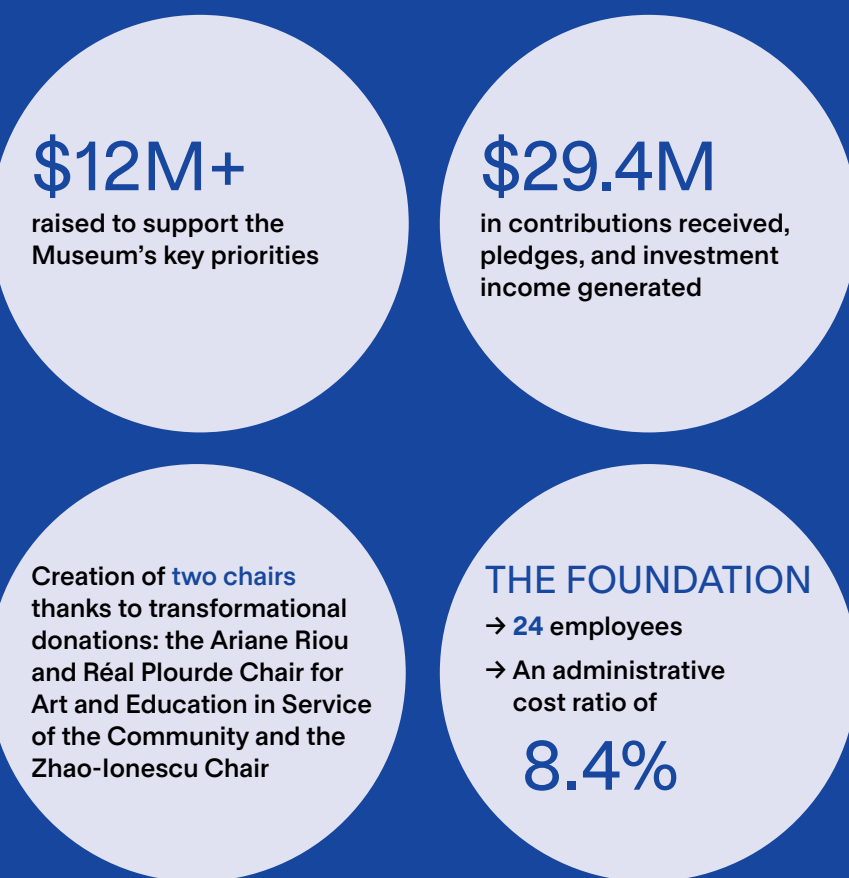 $12M+
raised to support the
Museum’s key priorities
$29.4M
in contributions received,
pledges, and investment
income generated
Creation of two chairs
thanks to transformational
donations: the Ariane Riou
and Réal Plourde Chair for
Art and Education in Service
of the Community and the
Zhao-Ionescu Chair
THE FOUNDATION
→ 24 employees
→ An administrative
cost ratio of
8.4%